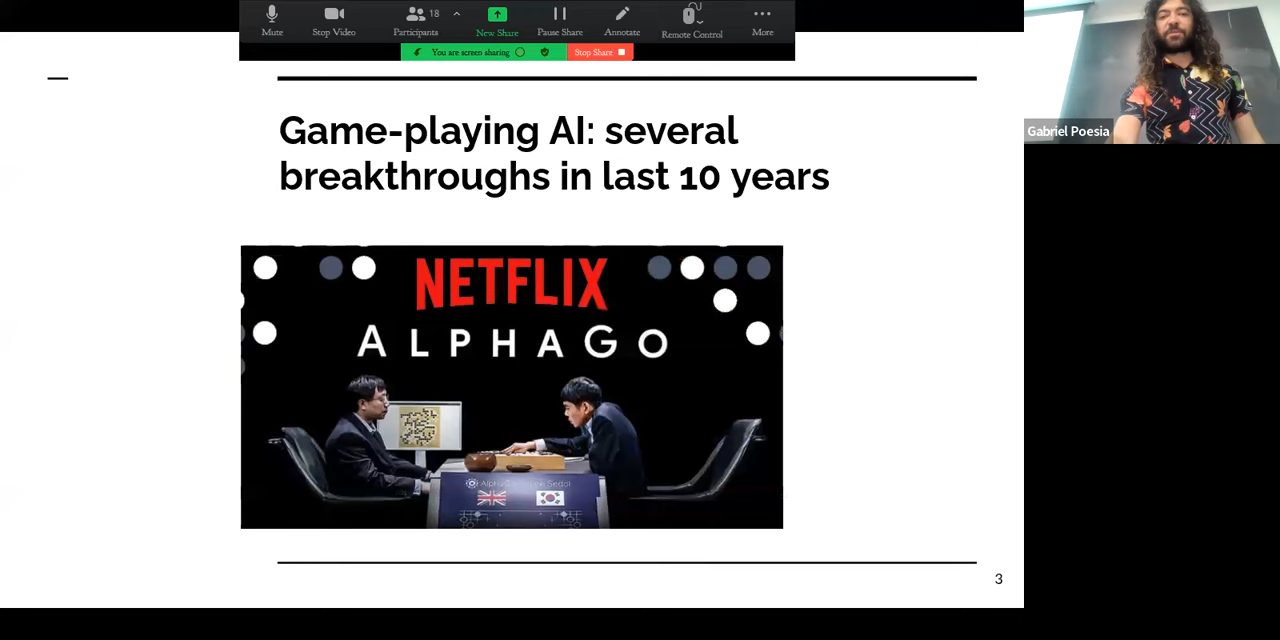 Mute
Stop Video
Participants
18
New Share
Pause Share
Annotate
Remote Control
More
You are screen sharing
Stop Share
Gabriel Poesia
Game-playing AI: several
breakthroughs in last 10 years
NETFLIX
ALPHAGO
Sedol
3